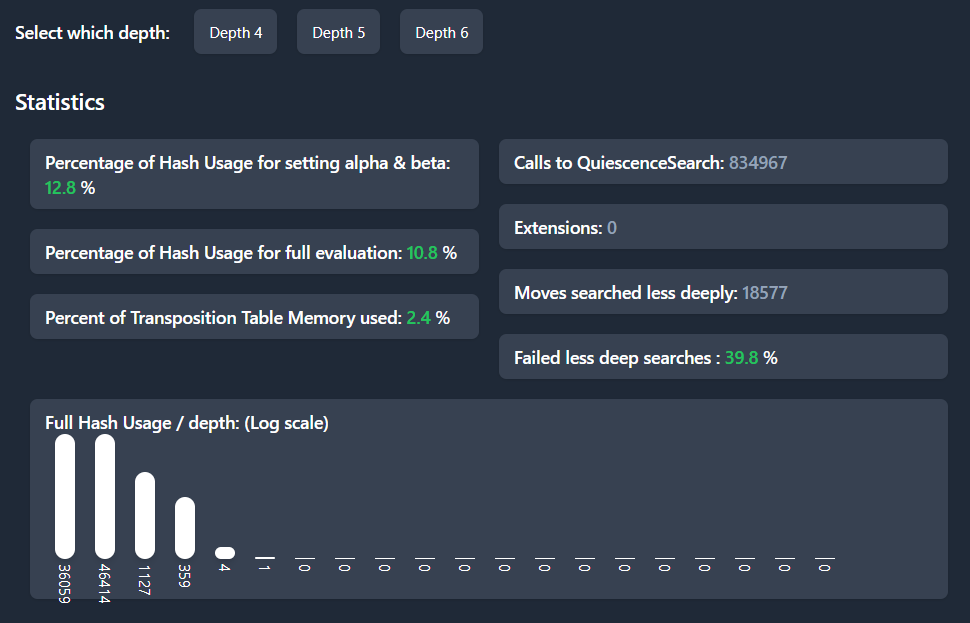 Select which depth: Depth 4 Depth 5 Depth 6
Statistics
Percentage of Hash Usage for setting alpha & beta:
12.8 %
Percentage of Hash Usage for full evaluation: 10.8 %
Percent of Transposition Table Memory used: 2.4 %
Calls to QuiescenceSearch: 834967
Extensions: 0
Moves searched less deeply: 18577
Failed less deep searches : 39.8 %
Full Hash Usage / depth: (Log scale)
36059 46414 1127 359 4 1 0 0 0 0 0 0 0 0 0 0 0 0 0 0